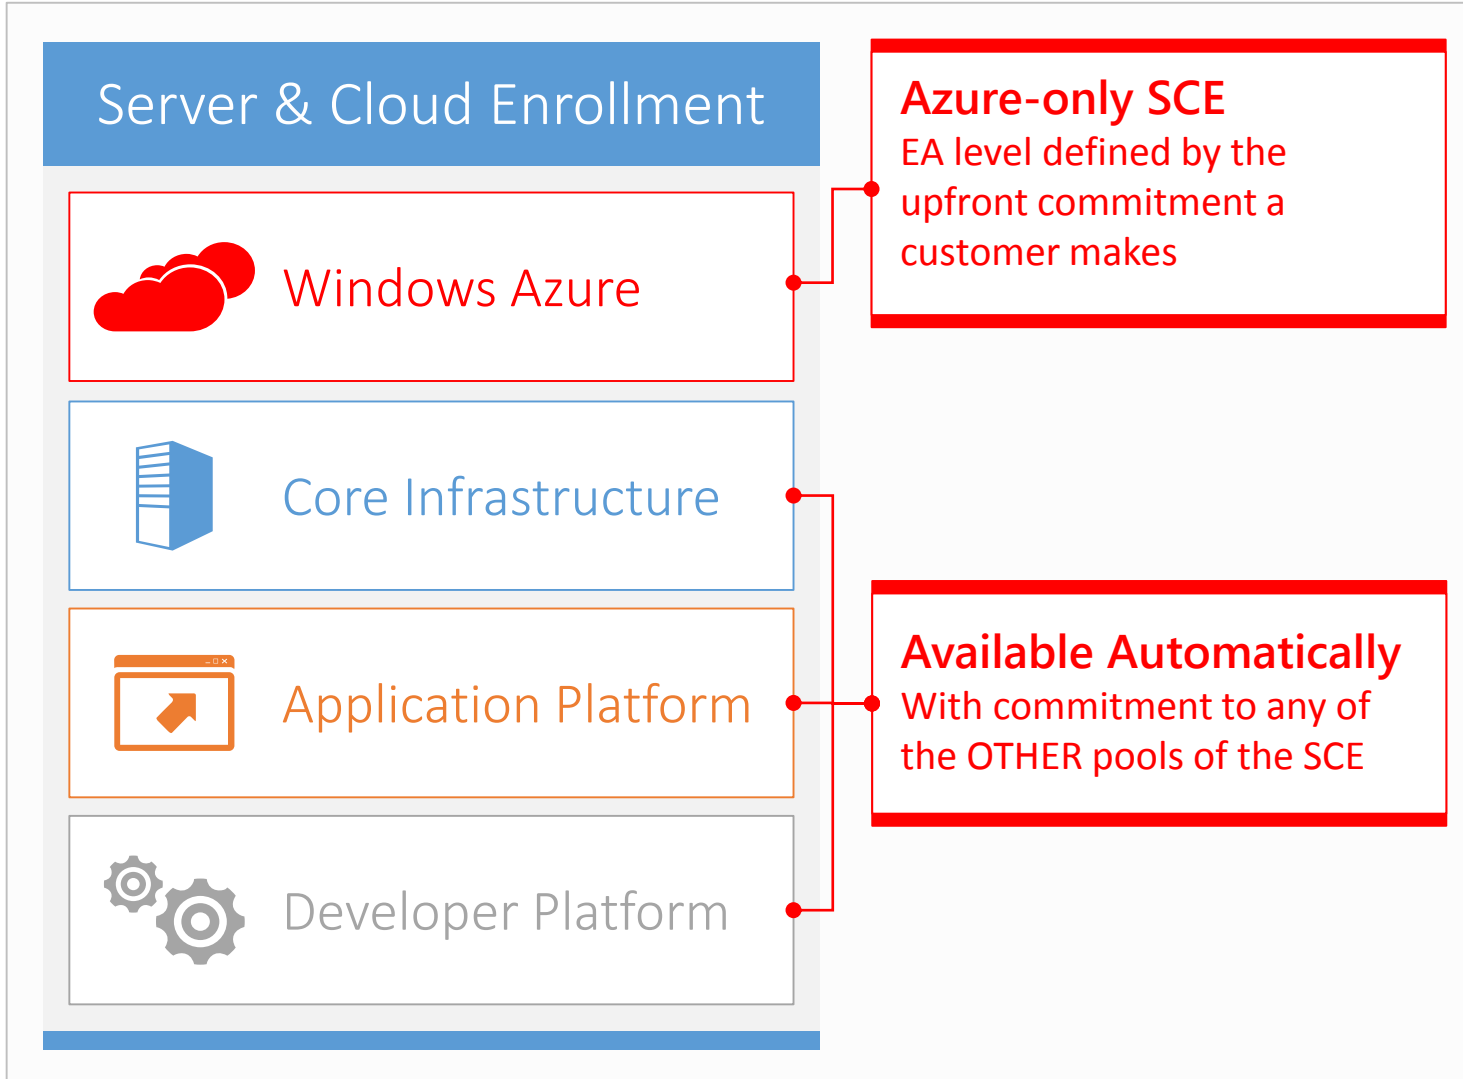 Server & Cloud Enrollment
Windows Azure
Core Infrastructure
Application Platform
Developer Platform
Azure-only SCE
EA level defined by the
upfront commitment a
customer makes
Available Automatically
With commitment to any of
the OTHER pools of the SCE